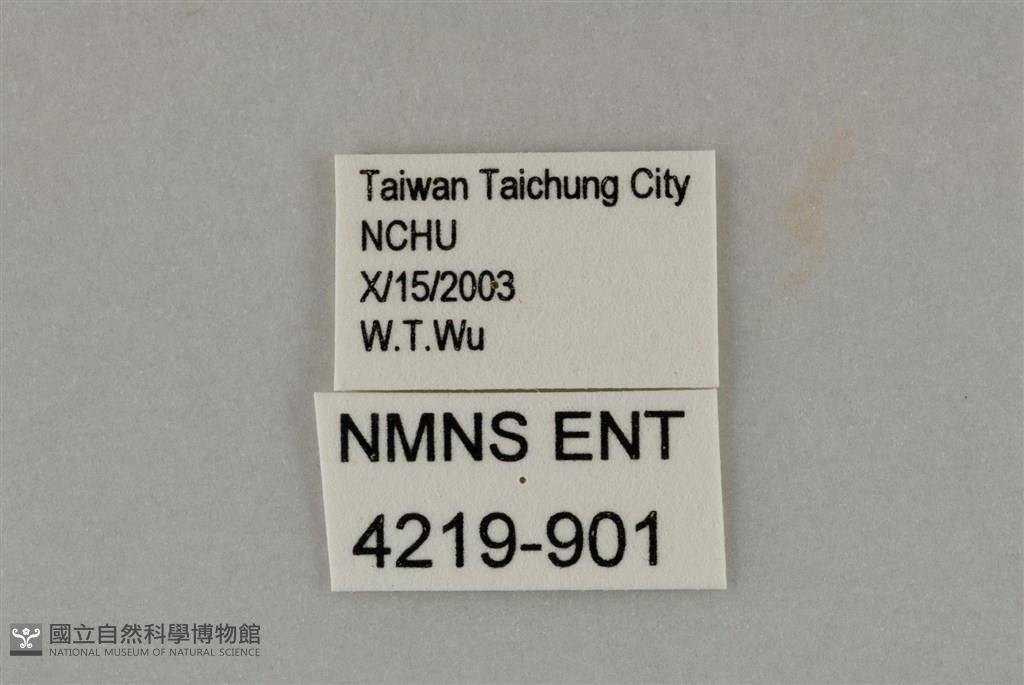 Taiwan Taichung City
NCHU
X/15/2003
W.T.Wu
NMNS ENT
4219-901
國立自然科學博物館
NATIONAL MUSEUM OF NATURAL SCIENCE